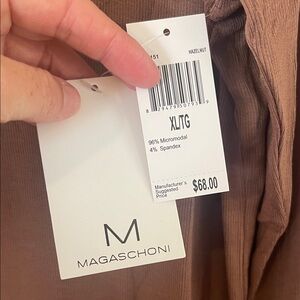 151 HAZELNUT
XL/TG
96% Micromodal
4% Spandex
Manufacturer's
Suggested
Price
$68.00
M
MAGASCHONI